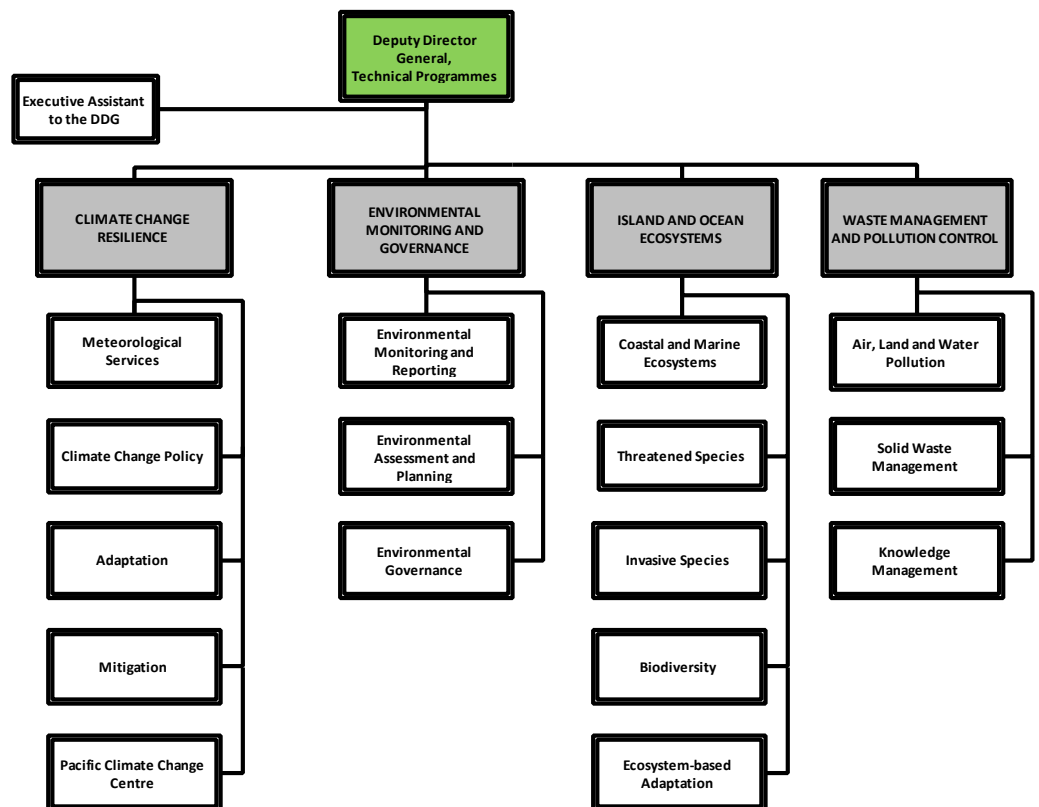 Deputy Director
General,
Technical Programmes
Executive Assistant
to the DDG
CLIMATE CHANGE
RESILIENCE
ENVIRONMENTAL
MONITORING AND
GOVERNANCE
ISLAND AND OCEAN
ECOSYSTEMS
WASTE MANAGEMENT
AND POLLUTION CONTROL
Meteorological
Services
Climate Change Policy
Adaptation
Mitigation
Pacific Climate Change
Centre
Environmental
Monitoring and
Reporting
Environmental
Assessment and
Planning
Environmental
Governance
Coastal and Marine
Ecosystems
Threatened Species
Invasive Species
Biodiversity
Ecosystem-based
Adaptation
Air, Land and Water
Pollution
Solid Waste
Management
Knowledge
Management